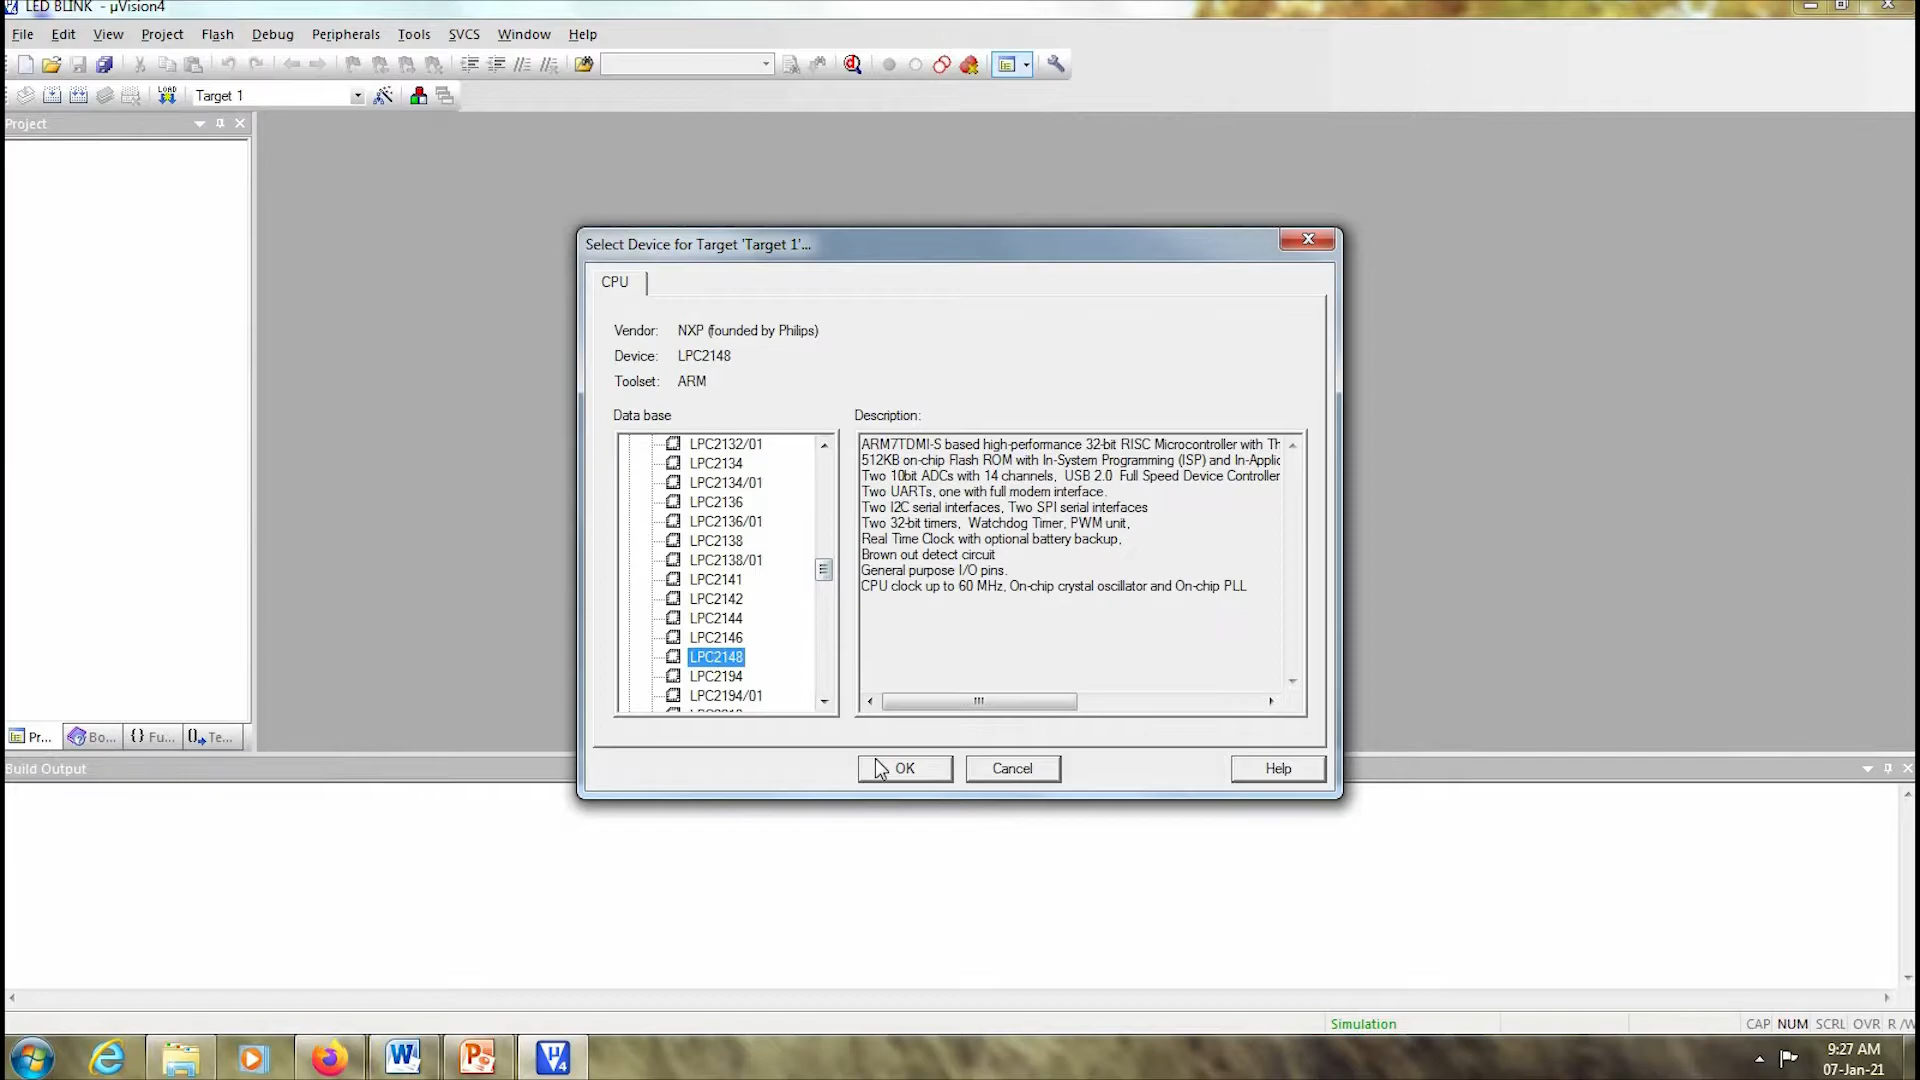 LED BLINK - µVision4
File Edit View Project Flash Debug Peripherals Tools SVCS Window Help
LOAD
Target 1
Project
Select Device for Target 'Target 1'...
CPU
Vendor: NXP (founded by Philips)
Device: LPC2148
Toolset: ARM
Data base
Description:
LPC2132/01
LPC2134
LPC2134/01
LPC2136
LPC2136/01
LPC2138
LPC2138/01
LPC2141
LPC2142
LPC2144
LPC2146
LPC2148
LPC2194
LPC2194/01
ARM7TDMI-S based high-performance 32-bit RISC Microcontroller with Th
512KB on-chip Flash ROM with In-System Programming (ISP) and In-Applic
Two 10bit ADCs with 14 channels, USB 2.0 Full Speed Device Controller
Two UARTs, one with full modem interface.
Two I2C serial interfaces, Two SPI serial interfaces
Two 32-bit timers, Watchdog Timer, PWM unit,
Real Time Clock with optional battery backup,
Brown out detect circuit
General purpose I/O pins.
CPU clock up to 60 MHz, On-chip crystal oscillator and On-chip PLL
OK Cancel Help
Pr... Bo... {} Fu... Te...
Build Output
Simulation
CAP NUM SCRL OVR R/W
9:27 AM
07-Jan-21